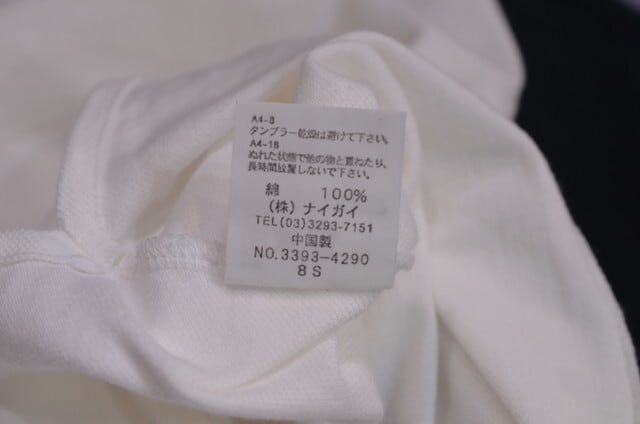 A4-8
タンブラー乾燥は避けて下さい。
A4-18
ぬれた状態で他の物と重ねたり、
長時間放置しないで下さい。
綿 100%
(株) ナイガイ
TEL(03)3293-7151
中国製
NO.3393-4290
8S